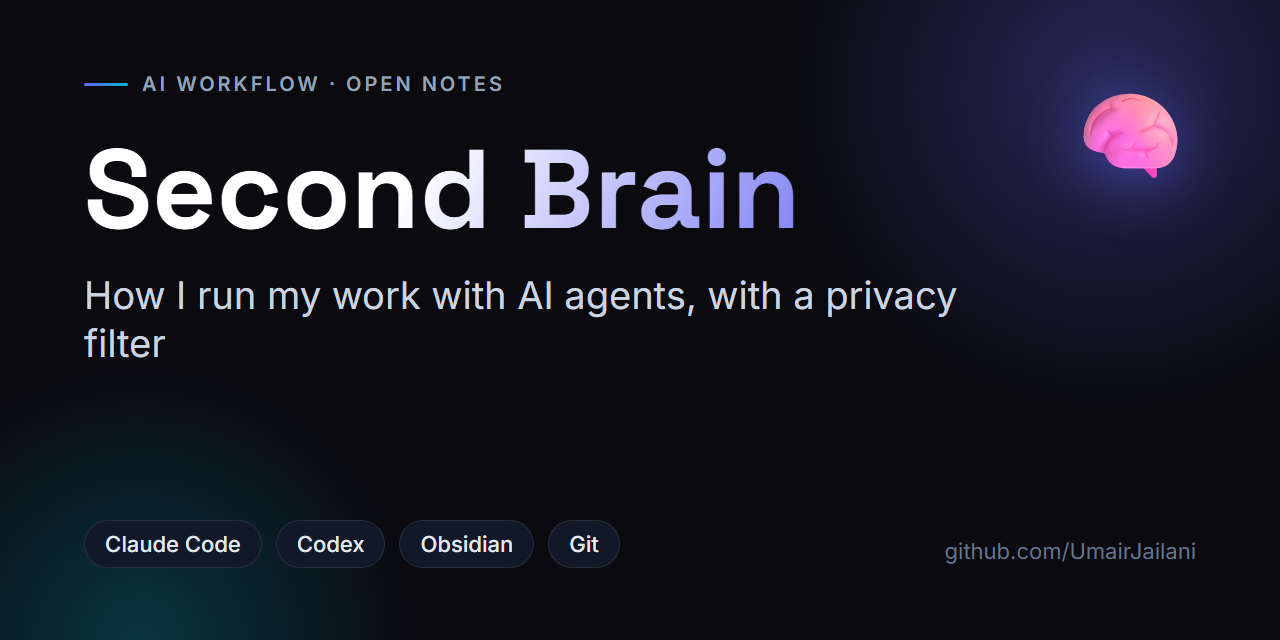 AI WORKFLOW · OPEN NOTES
Second Brain
How I run my work with AI agents, with a privacy
filter
Claude Code
Codex
Obsidian
Git
github.com/UmairJailani